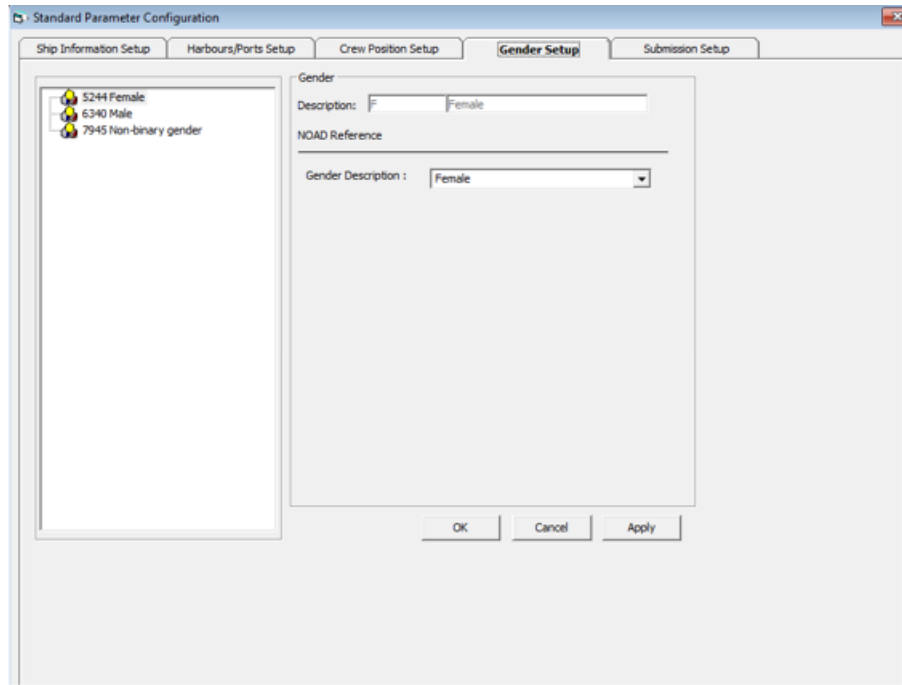 Standard Parameter Configuration
Ship Information Setup Harbours/Ports Setup Crew Position Setup Gender Setup Submission Setup
5244 Female
6340 Male
7945 Non-binary gender
Gender
Description: F Female
NOAD Reference
Gender Description : Female
OK Cancel Apply